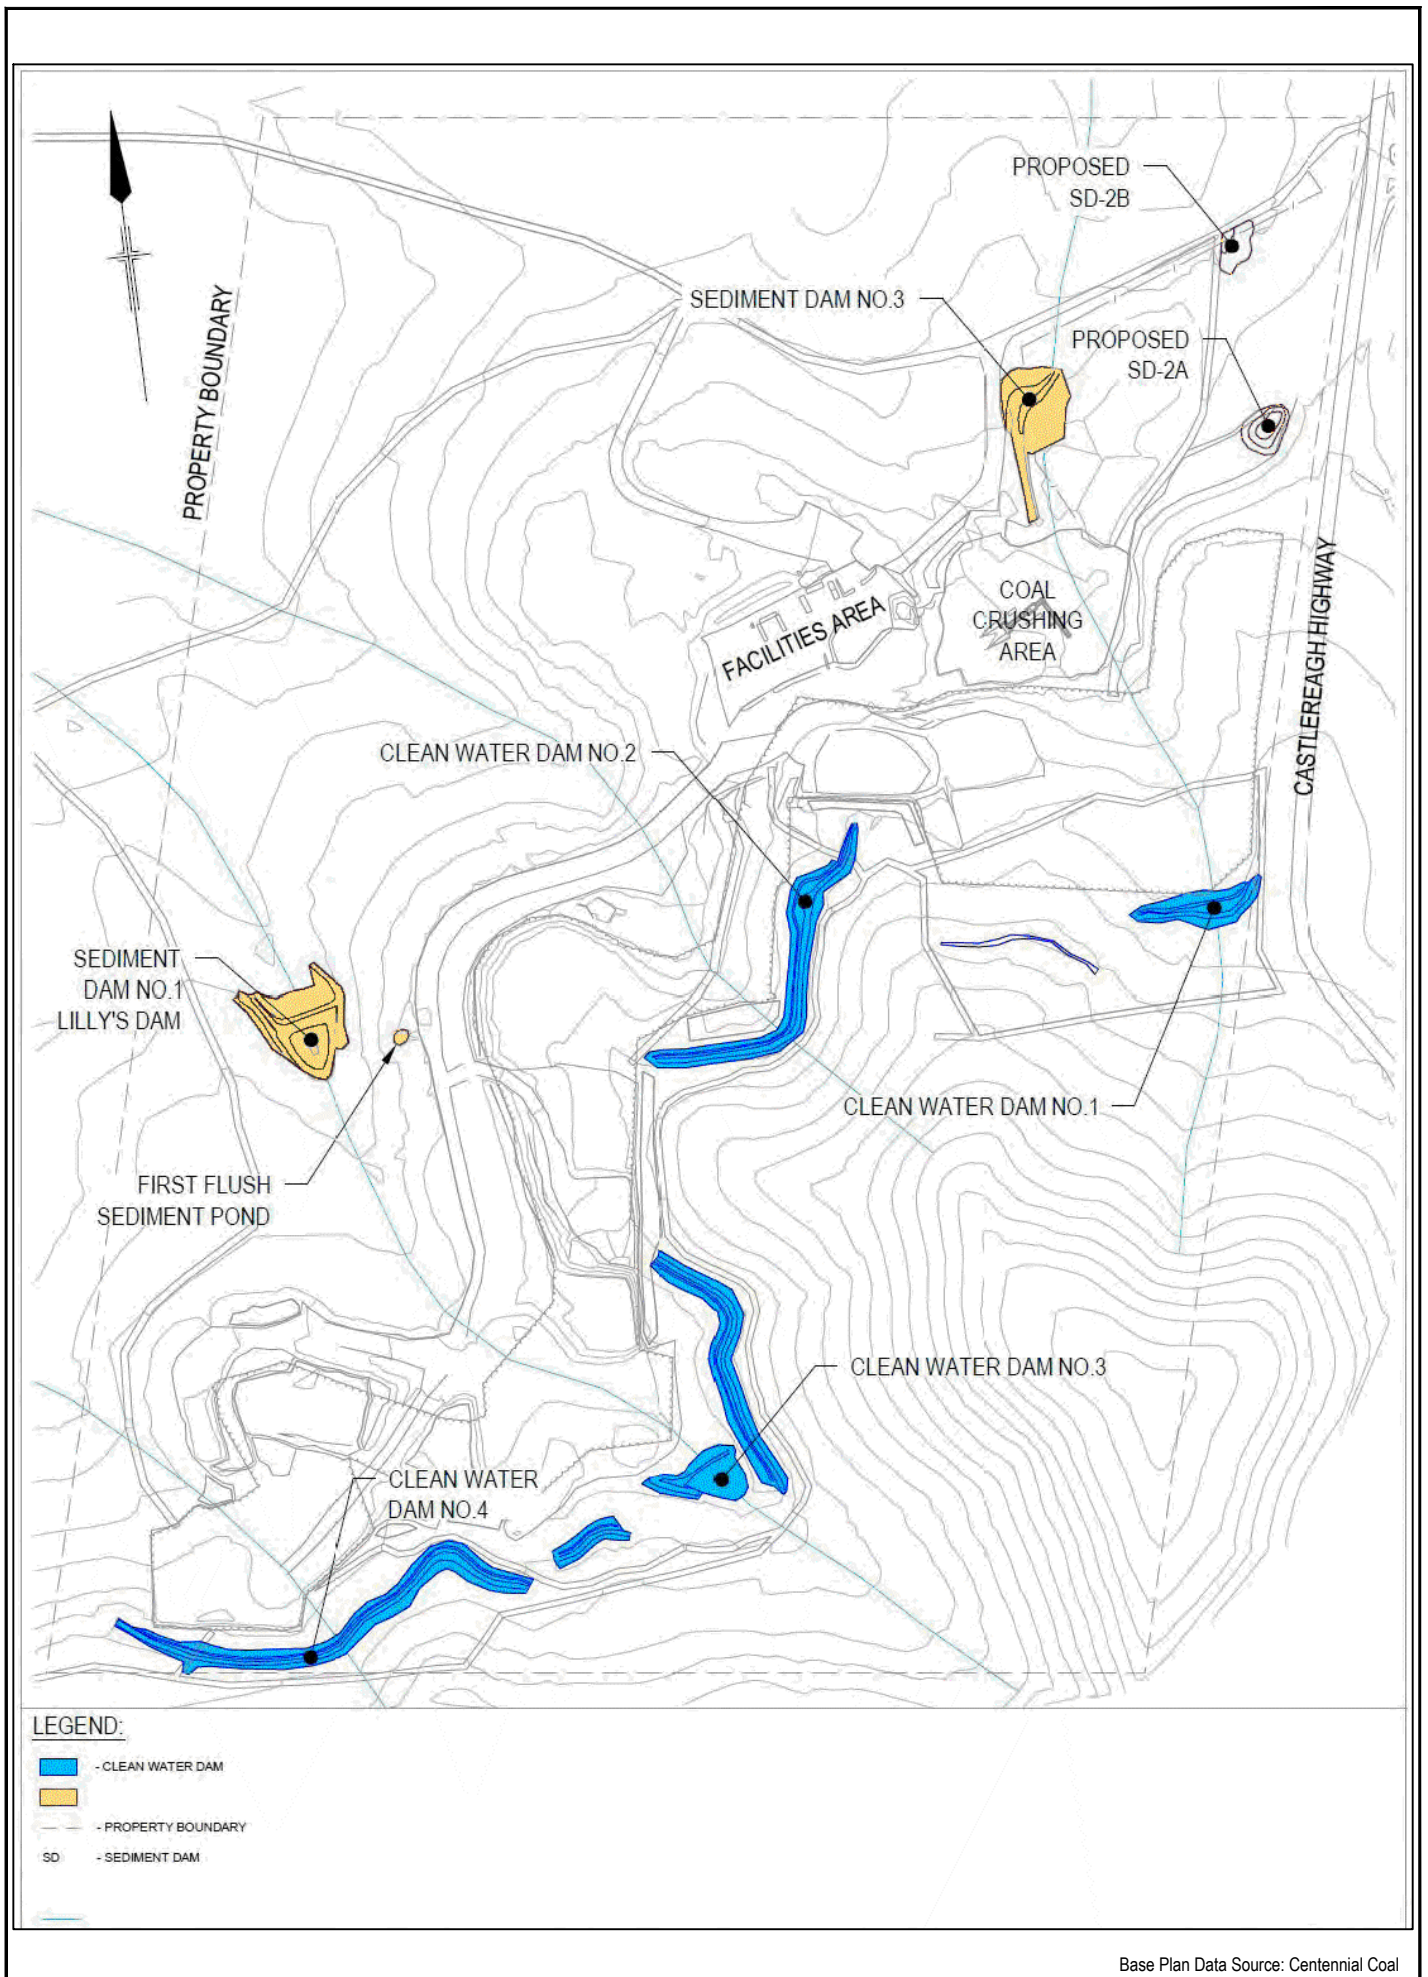 PROPOSED
SD-2B
SEDIMENT DAM NO.3
PROPOSED
SD-2A
PROPERTY BOUNDARY
CASTLEREAGH HIGHWAY
COAL
CRUSHING
AREA
FACILITIES AREA
CLEAN WATER DAM NO.2
SEDIMENT
DAM NO.1
LILLY'S DAM
CLEAN WATER DAM NO.1
FIRST FLUSH
SEDIMENT POND
CLEAN WATER DAM NO.3
CLEAN WATER
DAM NO.4
LEGEND:
- CLEAN WATER DAM
- PROPERTY BOUNDARY
SD - SEDIMENT DAM
Base Plan Data Source: Centennial Coal